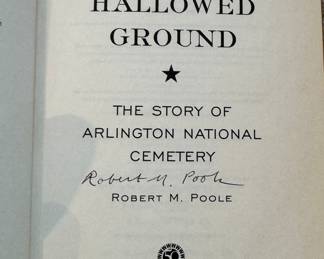 HALLOWED
GROUND
THE STORY OF
ARLINGTON NATIONAL
CEMETERY
Robert M. Poole
ROBERT M. POOLE